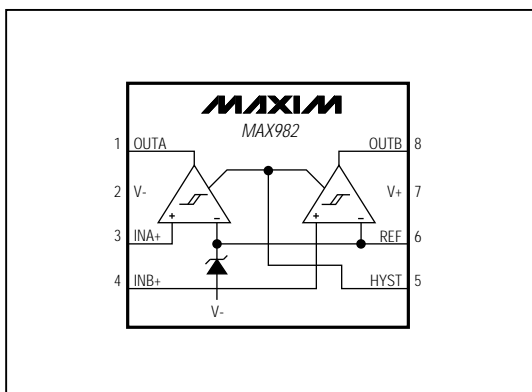 MAXIM
MAX982
1 OUTA
OUTB 8
2 V-
V+ 7
+ −
+ −
3 INA+
REF 6
4 INB+
HYST 5
V-